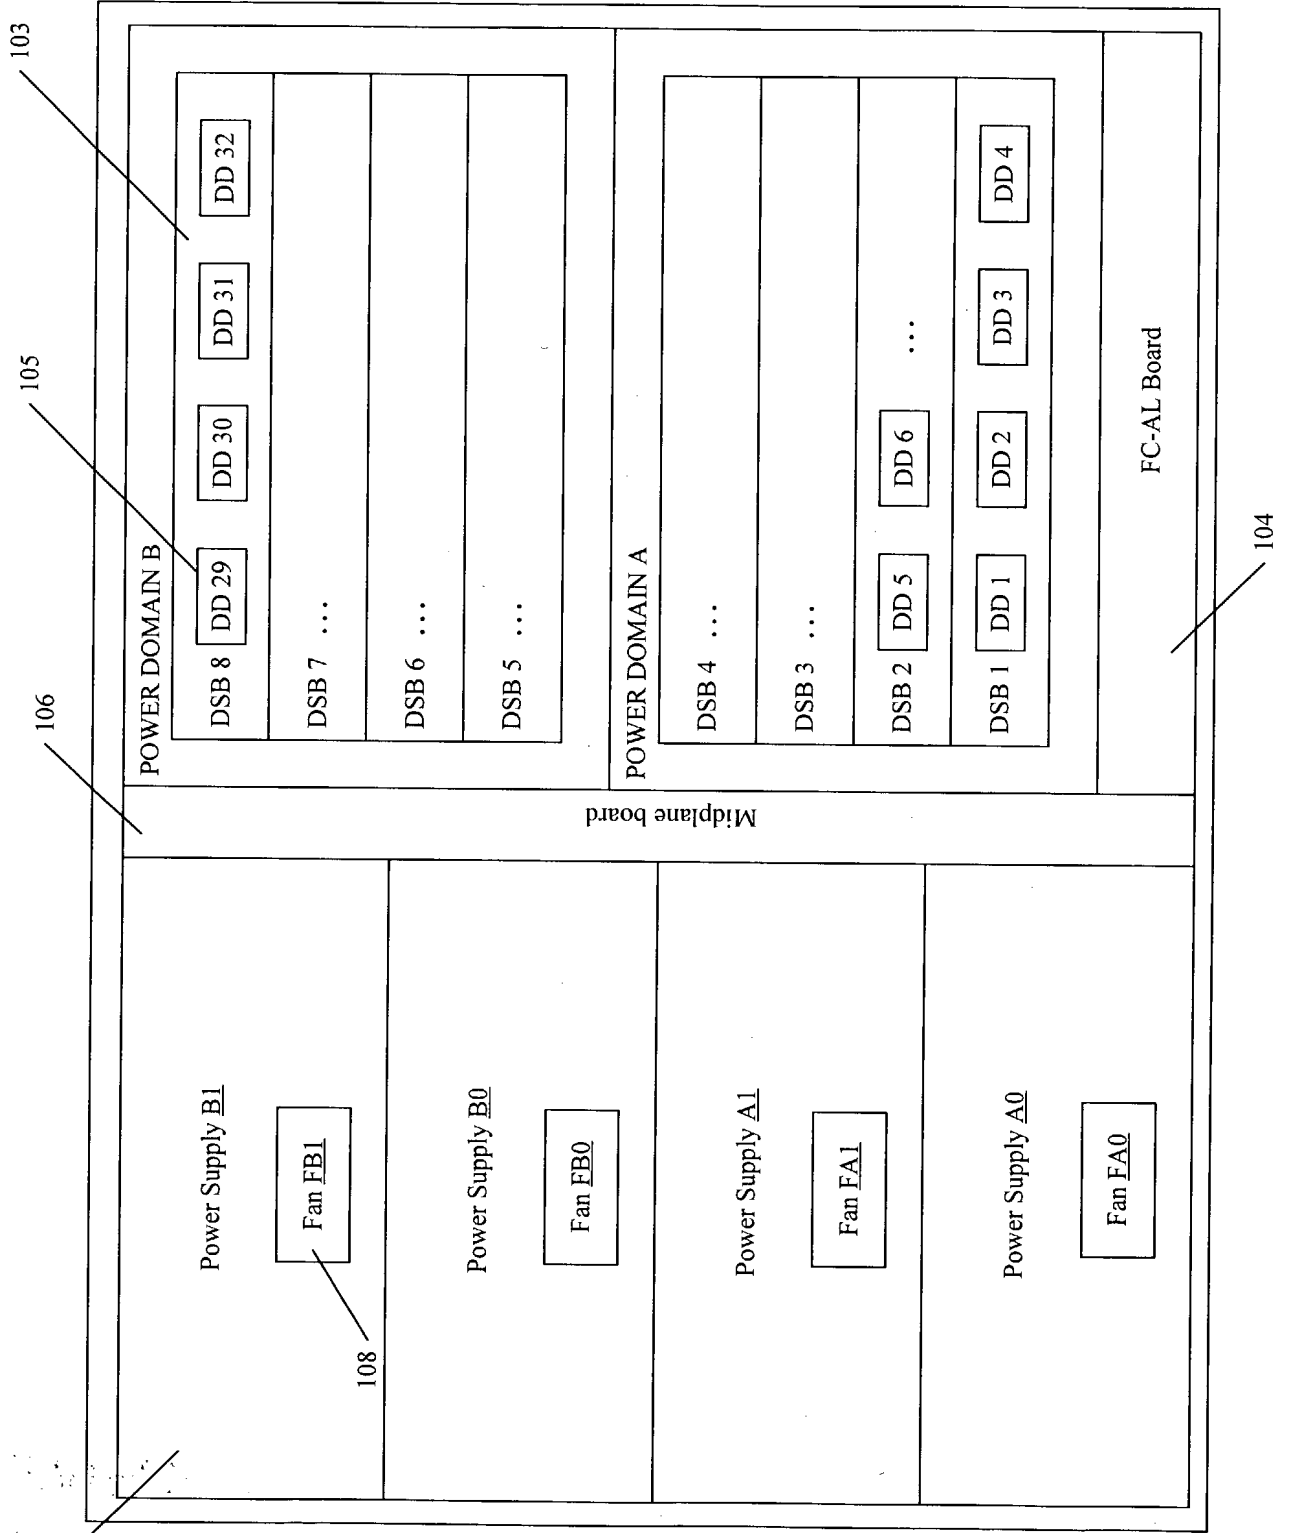 103
105
106
POWER DOMAIN B
DSB 8 DD 29 DD 30 DD 31 DD 32
DSB 7 ...
DSB 6 ...
DSB 5 ...
POWER DOMAIN A
DSB 4 ...
DSB 3 ...
DSB 2 DD 5 DD 6 ...
DSB 1 DD 1 DD 2 DD 3 DD 4
FC-AL Board
104
Midplane board
Power Supply B1
Fan FB1
108
Power Supply B0
Fan FB0
Power Supply A1
Fan FA1
Power Supply A0
Fan FA0